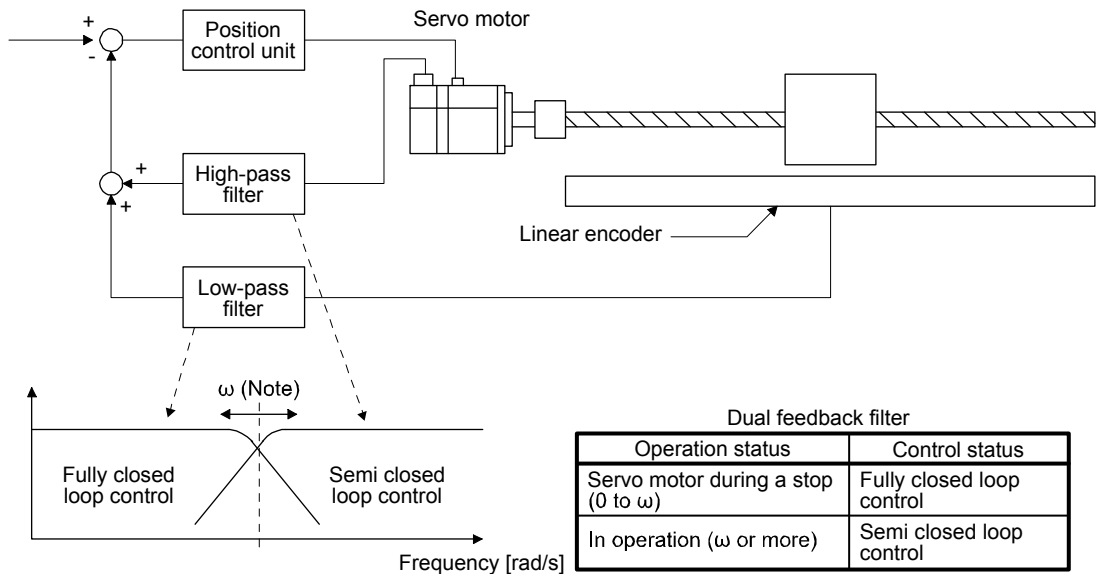 Servo motor
+
-
Position
control unit
+
+
High-pass
filter
Linear encoder
Low-pass
filter
ω (Note)
Fully closed
loop control
Semi closed
loop control
Frequency [rad/s]
Dual feedback filter
Operation status
Control status
Servo motor during a stop
(0 to ω)
Fully closed loop
control
In operation (ω or more)
Semi closed loop
control